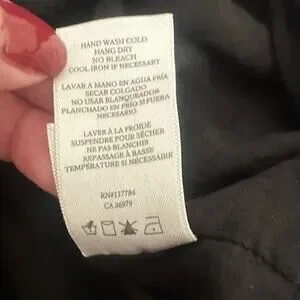 HAND WASH COLD
HANG DRY
NO BLEACH
COOL IRON IF NECESSARY
LAVAR A MANO EN AGUA FRÍA
SECAR COLGADO
NO USAR BLANQUEADOR
PLANCHADO EN FRÍO SI FUERA
NECESARIO
LAVER À LA FROIDE
SUSPENDRE POUR SÉCHER
NE PAS BLANCHIR
REPASSAGE À BASSE
TEMPÉRATURE SI NÉCESSAIRE
RN#117784
CA 36979